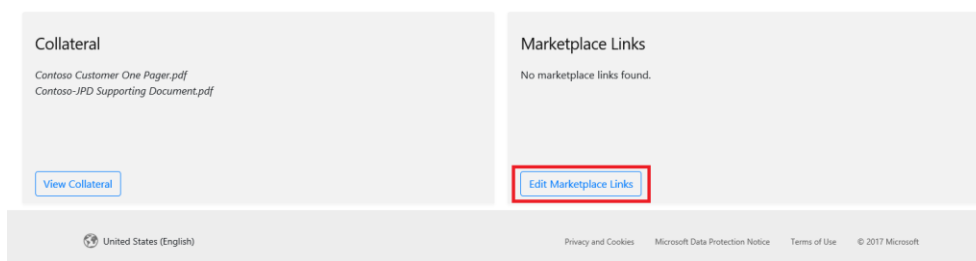 Collateral
Contoso Customer One Pager.pdf
Contoso-JPD Supporting Document.pdf
View Collateral
Marketplace Links
No marketplace links found.
Edit Marketplace Links
United States (English)
Privacy and Cookies Microsoft Data Protection Notice Terms of Use © 2017 Microsoft